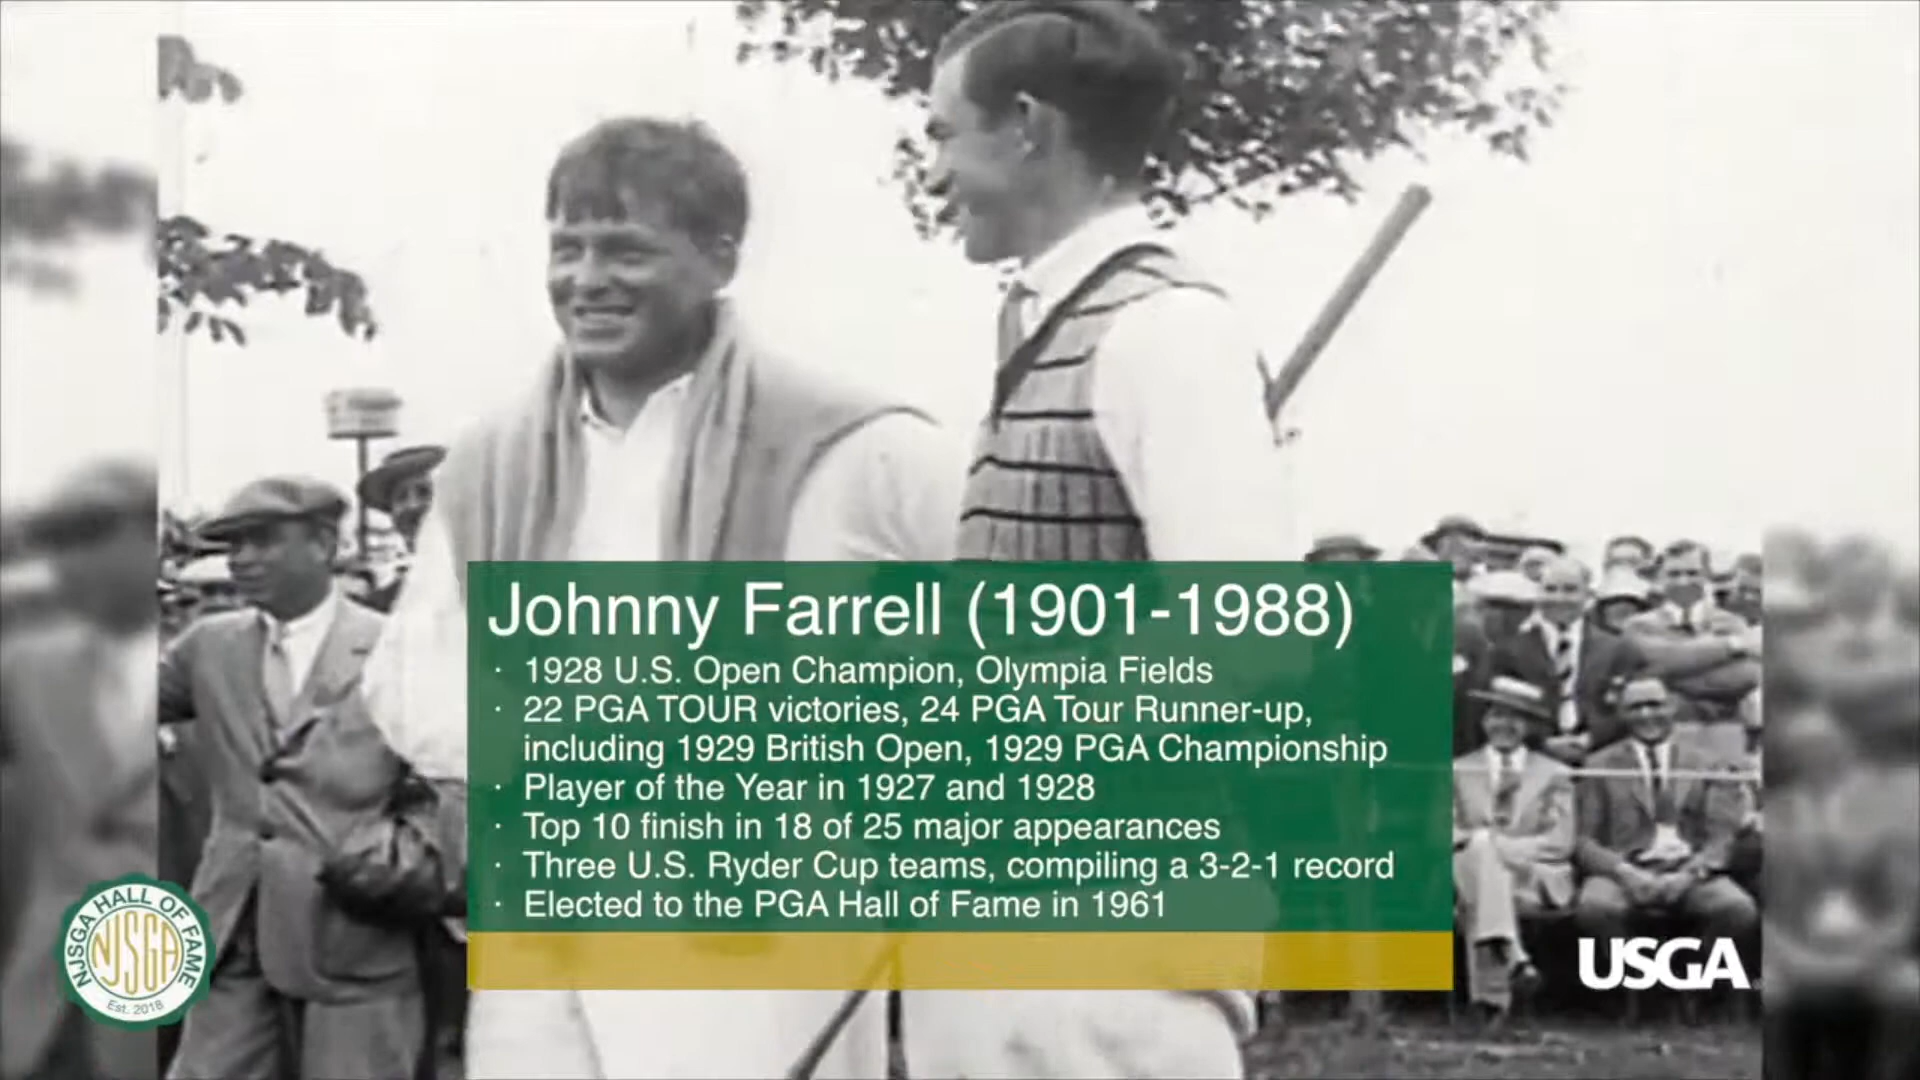 Johnny Farrell (1901-1988)
· 1928 U.S. Open Champion, Olympia Fields
· 22 PGA TOUR victories, 24 PGA Tour Runner-up,
including 1929 British Open, 1929 PGA Championship
· Player of the Year in 1927 and 1928
· Top 10 finish in 18 of 25 major appearances
· Three U.S. Ryder Cup teams, compiling a 3-2-1 record
· Elected to the PGA Hall of Fame in 1961
NJSGA HALL OF FAME
NJSGA
Est. 2018
USGA